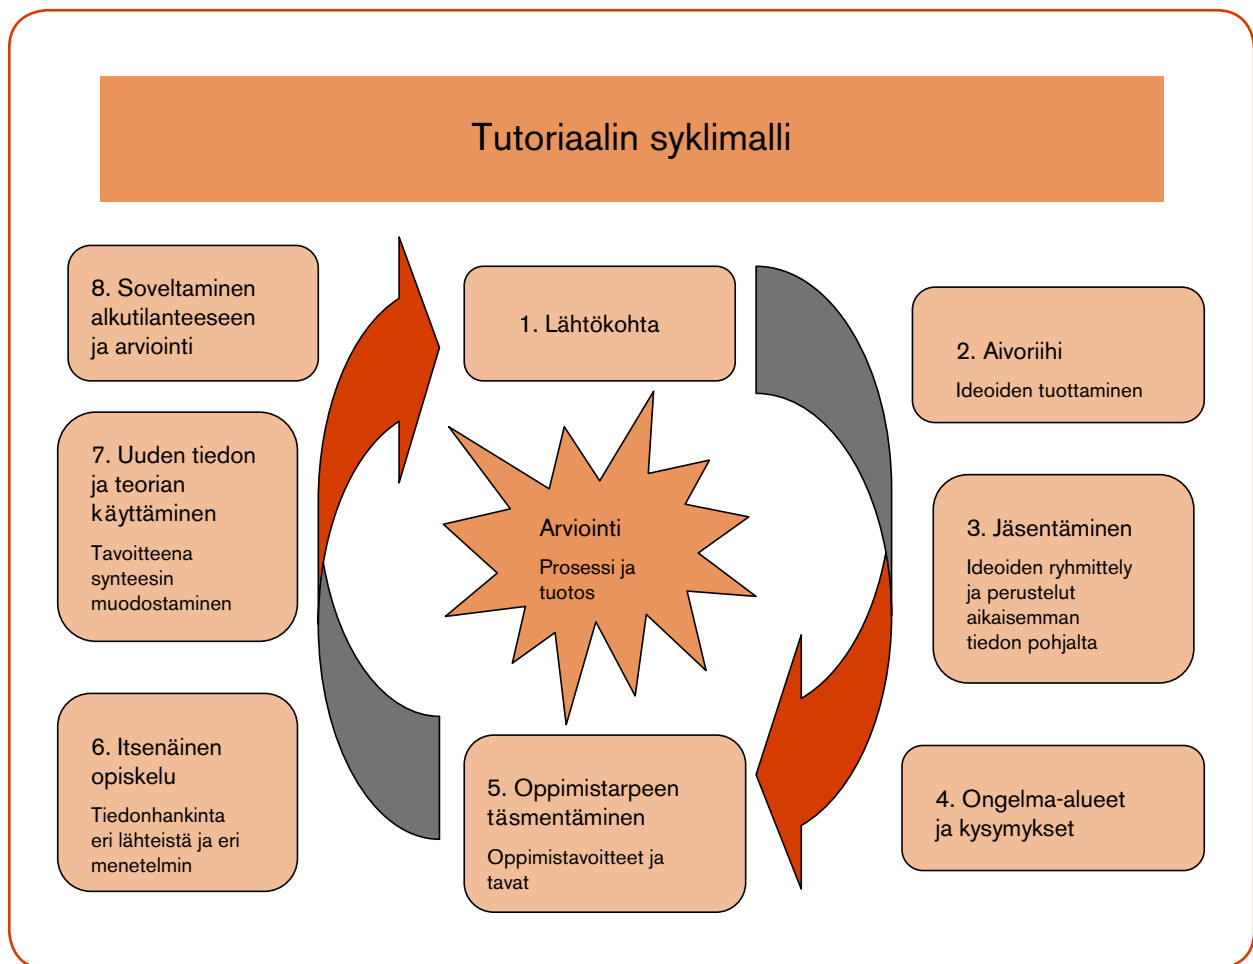 Tutoriaalin syklimalli
1. Lähtökohta
2. Aivoriihi
Ideoiden tuottaminen
3. Jäsentäminen
Ideoiden ryhmittely
ja perustelut
aikaisemman
tiedon pohjalta
4. Ongelma-alueet
ja kysymykset
5. Oppimistarpeen
täsmentäminen
Oppimistavoitteet ja
tavat
6. Itsenäinen
opiskelu
Tiedonhankinta
eri lähteistä ja eri
menetelmin
7. Uuden tiedon
ja teorian
käyttäminen
Tavoitteena
synteesin
muodostaminen
8. Soveltaminen
alkutilanteeseen
ja arviointi
Arviointi
Prosessi ja
tuotos